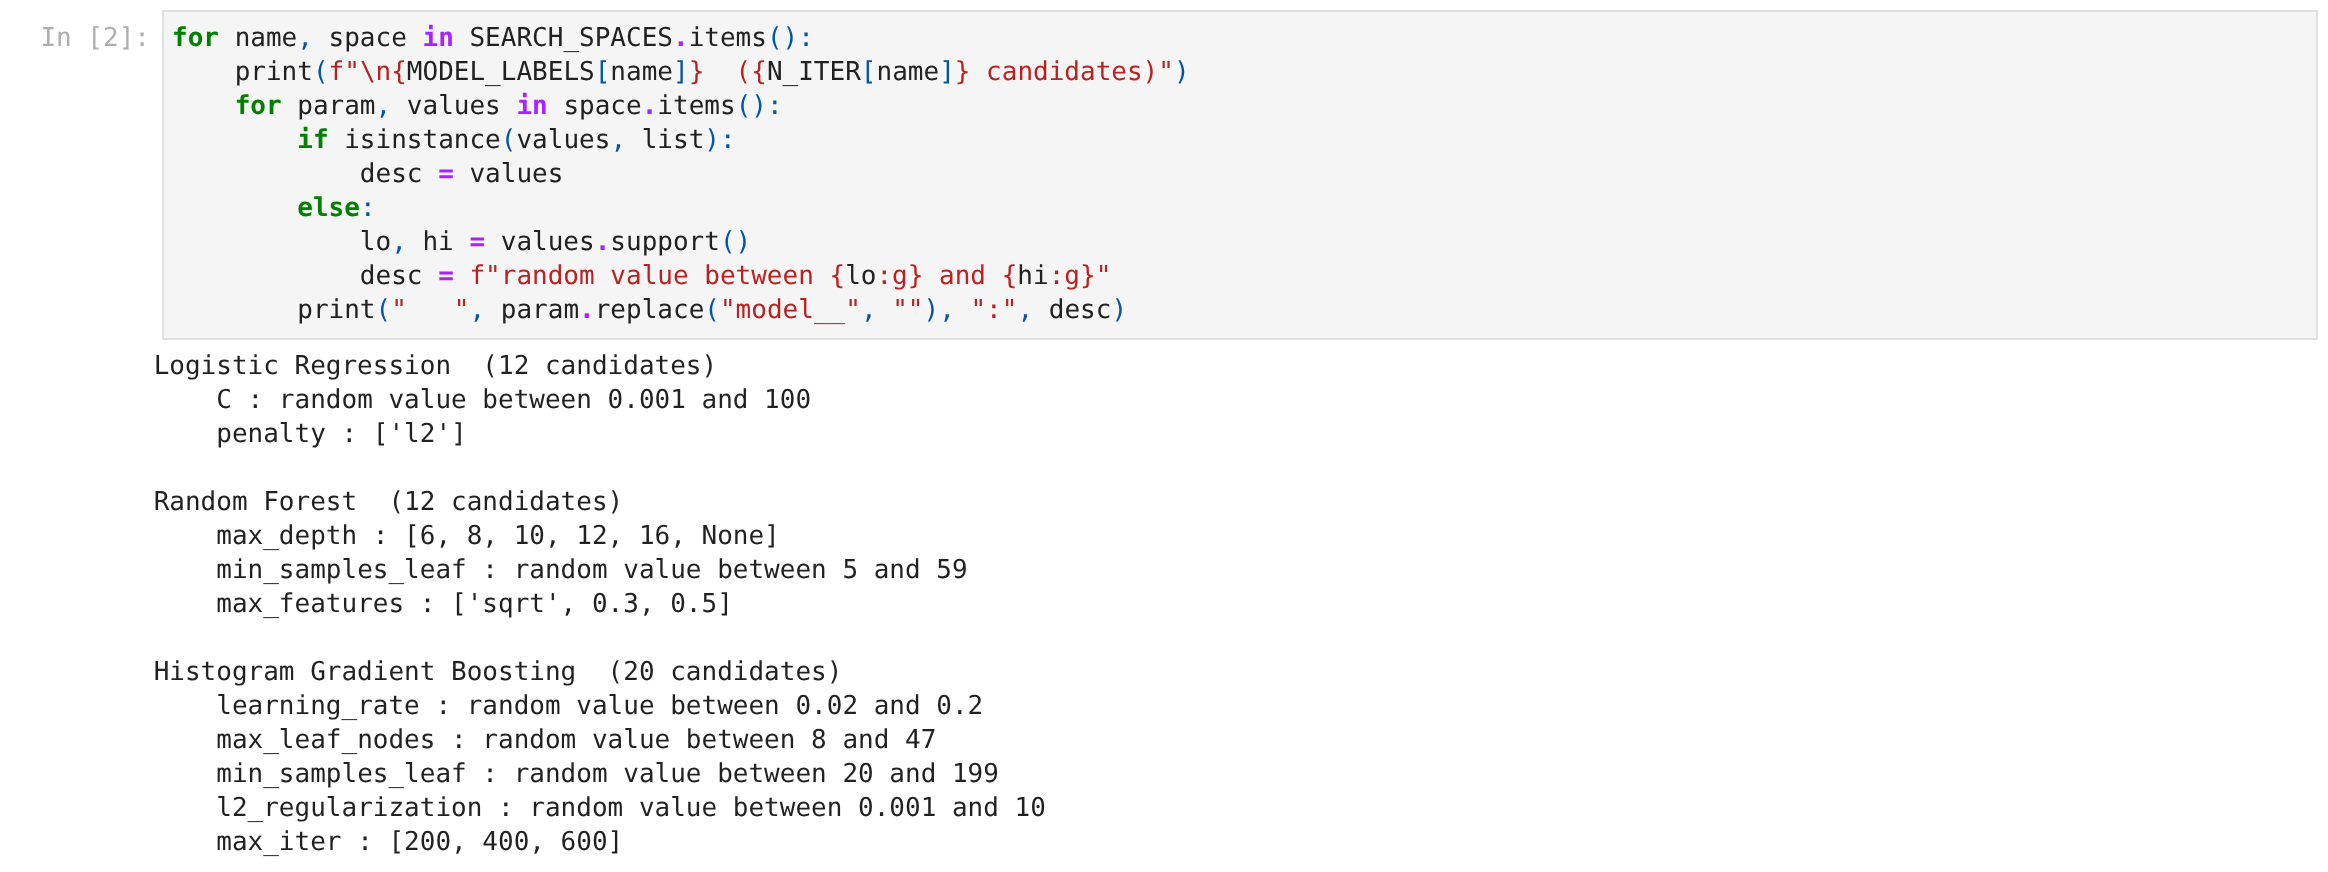 In [2]: for name, space in SEARCH_SPACES.items():
    print(f"\n{MODEL_LABELS[name]}  ({N_ITER[name]} candidates)")
    for param, values in space.items():
        if isinstance(values, list):
            desc = values
        else:
            lo, hi = values.support()
            desc = f"random value between {lo:g} and {hi:g}"
        print("   ", param.replace("model__", ""), ":", desc)
Logistic Regression  (12 candidates)
    C : random value between 0.001 and 100
    penalty : ['l2']

Random Forest  (12 candidates)
    max_depth : [6, 8, 10, 12, 16, None]
    min_samples_leaf : random value between 5 and 59
    max_features : ['sqrt', 0.3, 0.5]

Histogram Gradient Boosting  (20 candidates)
    learning_rate : random value between 0.02 and 0.2
    max_leaf_nodes : random value between 8 and 47
    min_samples_leaf : random value between 20 and 199
    l2_regularization : random value between 0.001 and 10
    max_iter : [200, 400, 600]